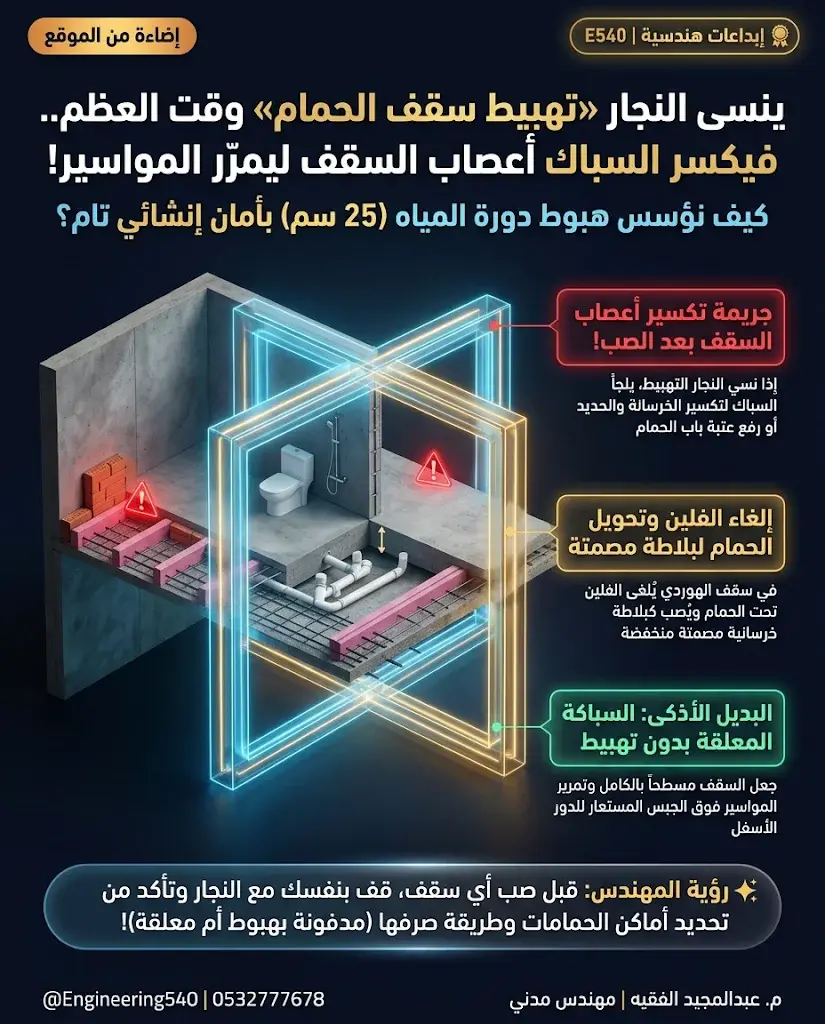 إبداعات هندسية | E540
إضاءة من الموقع
ينسى النجار «تهبيط سقف الحمام» وقت العظم..
فيكسر السباك أعصاب السقف ليمرّر المواسير!
كيف نؤسس هبوط دورة المياه (25 سم) بأمان إنشائي تام؟
جريمة تكسير أعصاب
السقف بعد الصب!
إذا نسي النجار التهبيط، يلجأ
السباك لتكسير الخرسانة والحديد
أو رفع عتبة باب الحمام
إلغاء الفلين وتحويل
الحمام لبلاطة مصمتة
في سقف الهوردي يُلغى الفلين
تحت الحمام ويُصب كبلاطة
خرسانية مصمتة منخفضة
البديل الأذكى: السباكة
المعلقة بدون تهبيط
جعل السقف مسطحاً بالكامل وتمرير
المواسير فوق الجبس المستعار للدور
الأسفل
رؤية المهندس: قبل صب أي سقف، قف بنفسك مع النجار وتأكد من
تحديد أماكن الحمامات وطريقة صرفها (مدفونة بهبوط أم معلقة)!
م. عبدالمجيد الفقيه | مهندس مدني
@Engineering540 | 0532777678